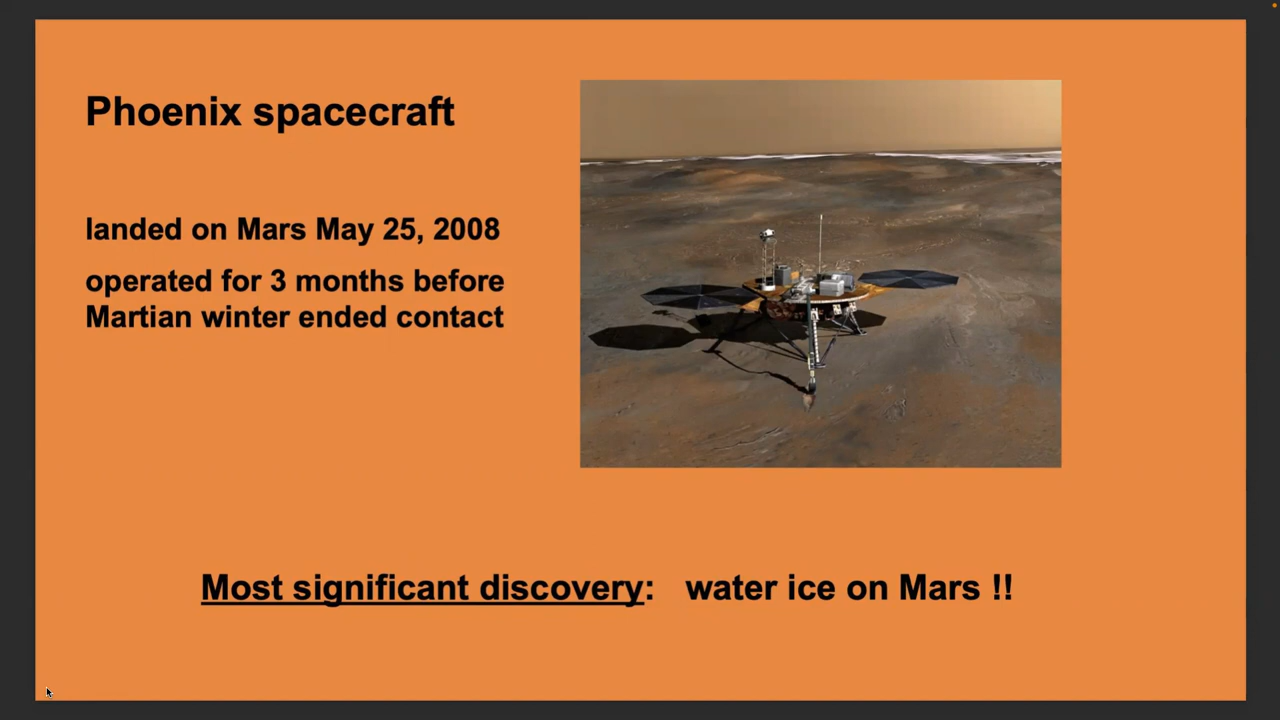 Phoenix spacecraft
landed on Mars May 25, 2008
operated for 3 months before
Martian winter ended contact
Most significant discovery: water ice on Mars !!